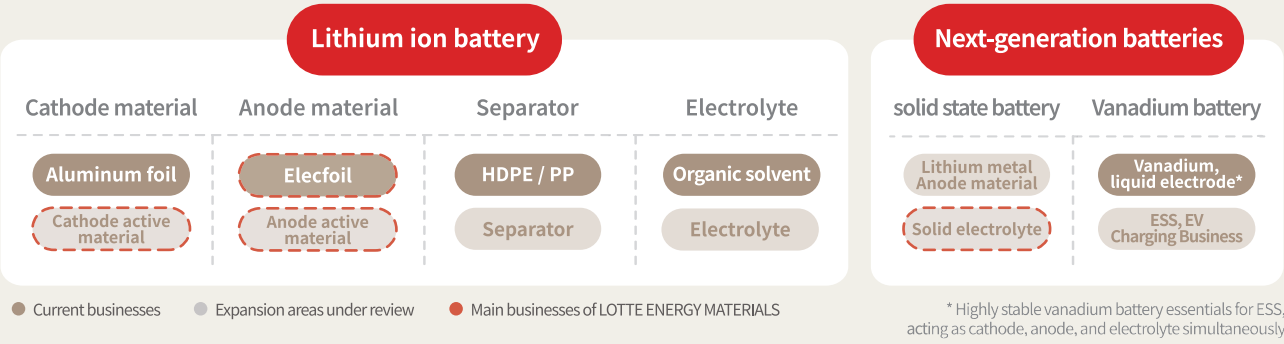 Lithium ion battery
Cathode material
Anode material
Separator
Electrolyte
Aluminum foil
Elecfoil
HDPE / PP
Organic solvent
Cathode active
material
Anode active
material
Separator
Electrolyte
Next-generation batteries
solid state battery
Vanadium battery
Lithium metal
Anode material
Vanadium,
liquid electrode*
Solid electrolyte
ESS, EV
Charging Business
Current businesses
Expansion areas under review
Main businesses of LOTTE ENERGY MATERIALS
* Highly stable vanadium battery essentials for ESS,
acting as cathode, anode, and electrolyte simultaneously